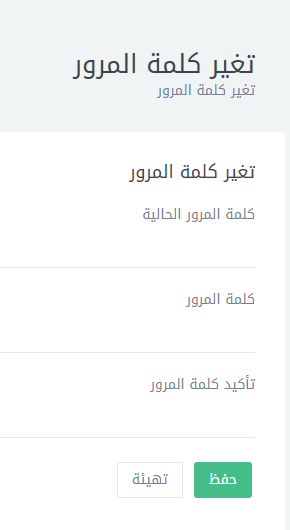 تغير كلمة المرور
تغير كلمة المرور
تغير كلمة المرور
كلمة المرور الحالية
كلمة المرور
تأكيد كلمة المرور
حفظ
تهيئة